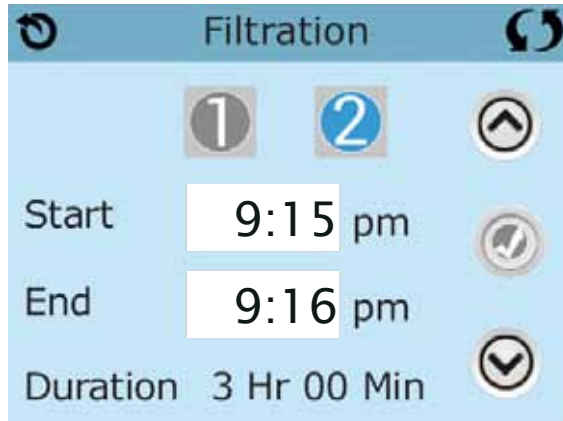 Filtration
1 2
Start 9:15 pm
End 9:16 pm
Duration 3 Hr 00 Min